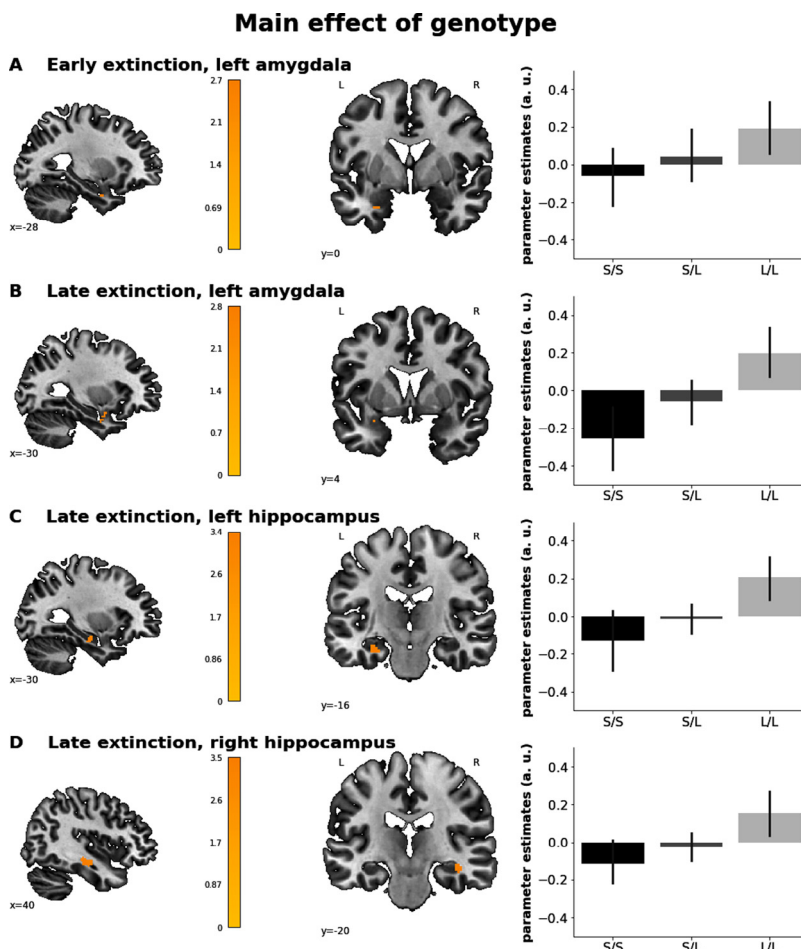 Main effect of genotype
A Early extinction, left amygdala
2.7
2.1
1.4
0.69
0
x=-28
L R
y=0
parameter estimates (a. u.)
0.4
0.2
0.0
−0.2
−0.4
S/S S/L L/L
B Late extinction, left amygdala
2.8
2.1
1.4
0.7
0
x=-30
L R
y=4
parameter estimates (a. u.)
0.4
0.2
0.0
−0.2
−0.4
S/S S/L L/L
C Late extinction, left hippocampus
3.4
2.6
1.7
0.86
0
x=-30
L R
y=-16
parameter estimates (a. u.)
0.4
0.2
0.0
−0.2
−0.4
S/S S/L L/L
D Late extinction, right hippocampus
3.5
2.6
1.7
0.87
0
x=40
L R
y=-20
parameter estimates (a. u.)
0.4
0.2
0.0
−0.2
−0.4
S/S S/L L/L